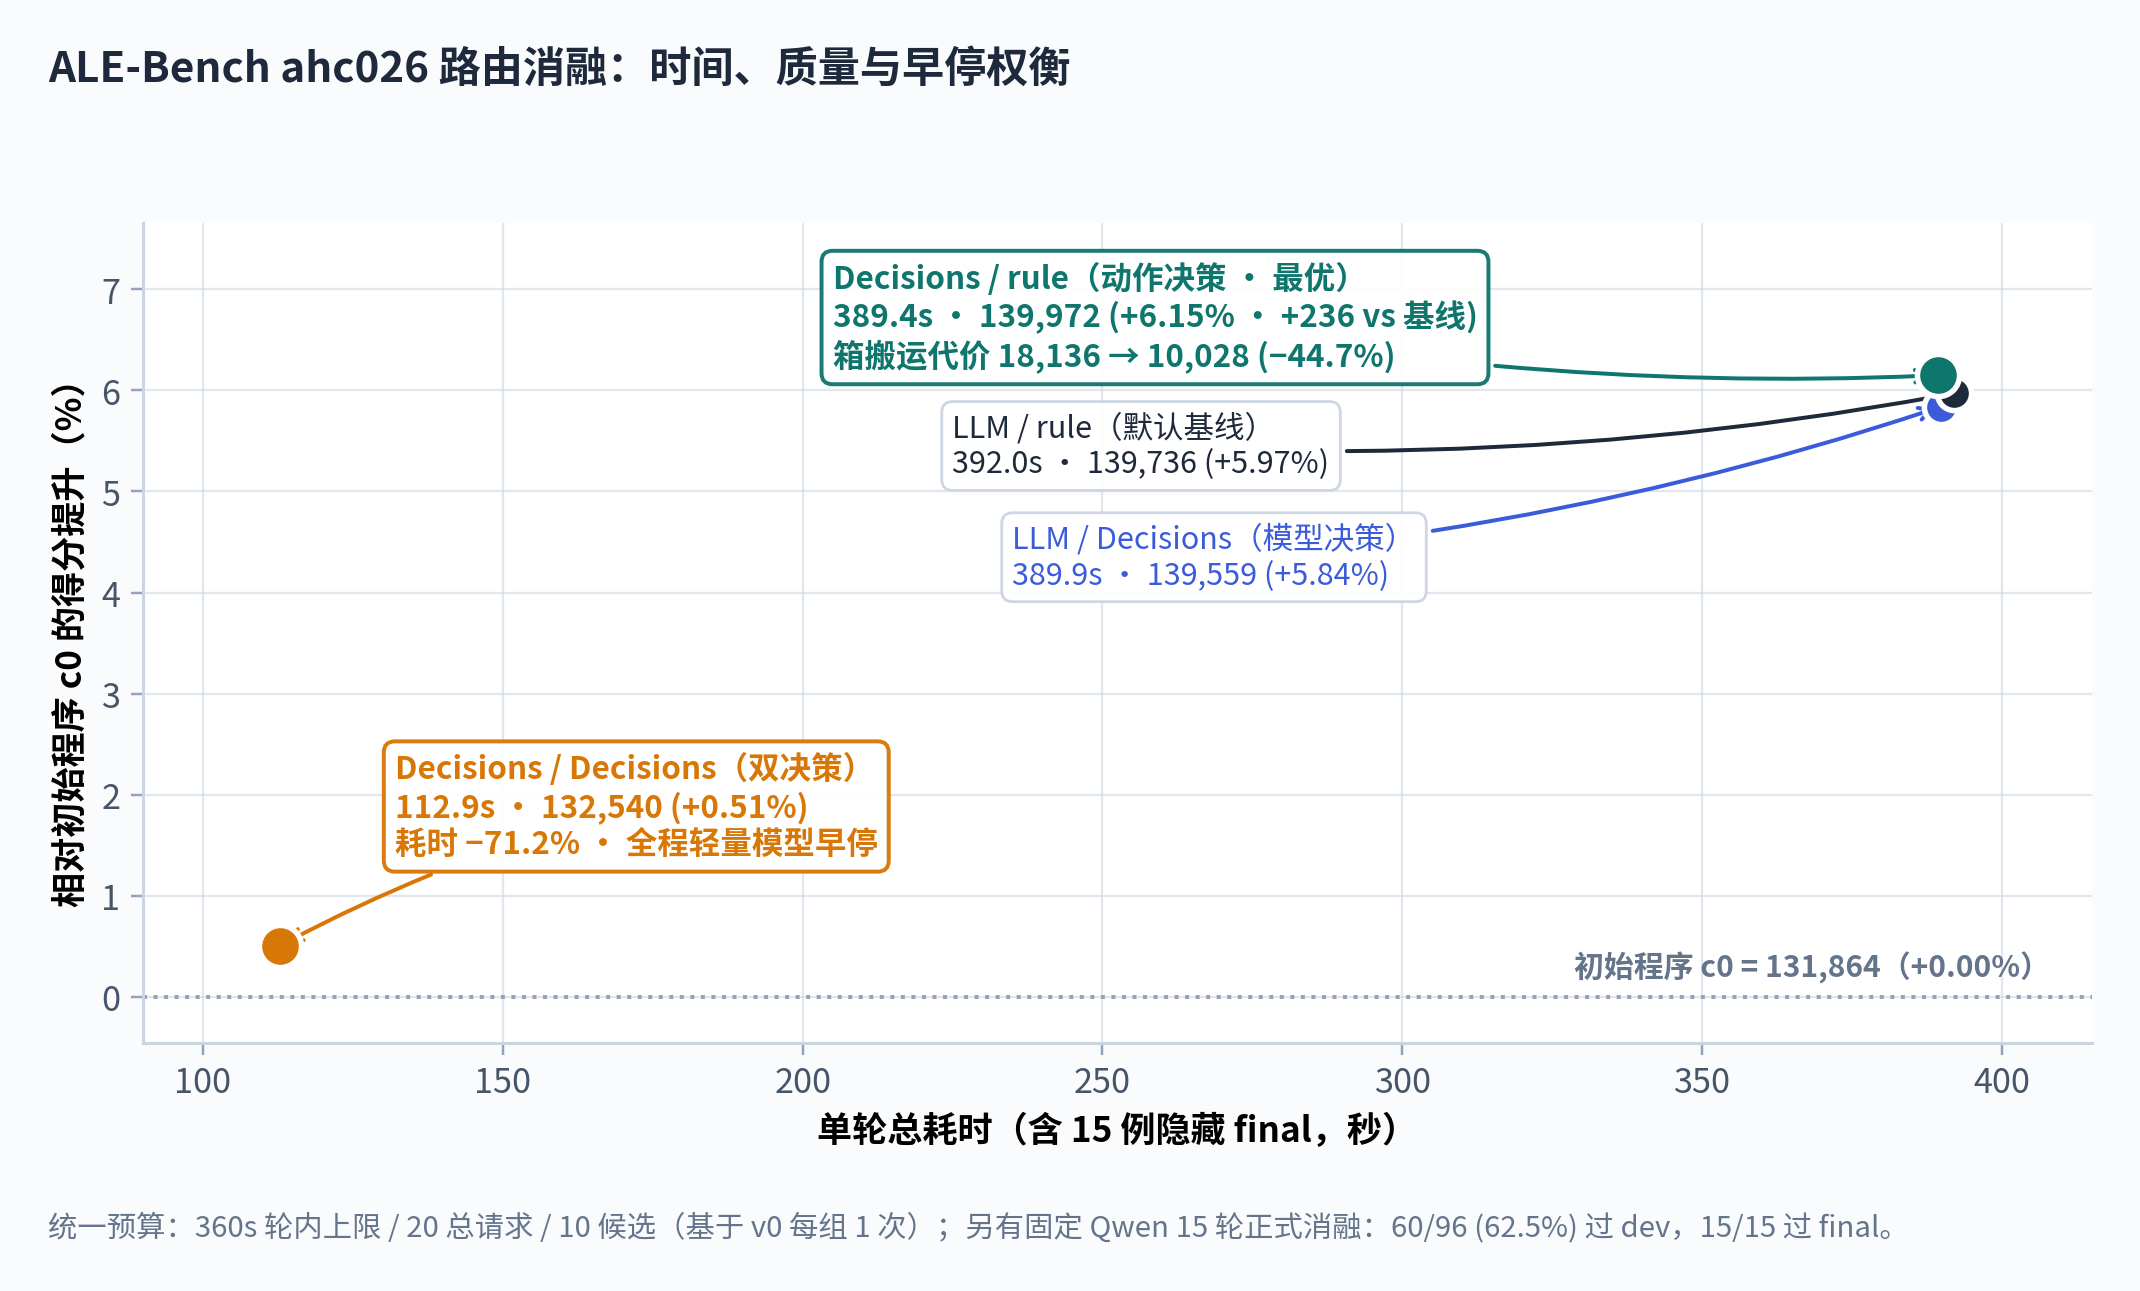 ALE-Bench ahc026 路由消融：时间、质量与早停权衡
相对初始程序 c0 的得分提升（%）
7
6
5
4
3
2
1
0
Decisions / rule（动作决策 · 最优）
389.4s · 139,972 (+6.15% · +236 vs 基线)
箱搬运代价 18,136 → 10,028 (−44.7%)
LLM / rule（默认基线）
392.0s · 139,736 (+5.97%)
LLM / Decisions（模型决策）
389.9s · 139,559 (+5.84%)
Decisions / Decisions（双决策）
112.9s · 132,540 (+0.51%)
耗时 −71.2% · 全程轻量模型早停
初始程序 c0 = 131,864（+0.00%）
100 150 200 250 300 350 400
单轮总耗时（含 15 例隐藏 final，秒）
统一预算：360s 轮内上限 / 20 总请求 / 10 候选（基于 v0 每组 1 次）；另有固定 Qwen 15 轮正式消融：60/96 (62.5%) 过 dev，15/15 过 final。